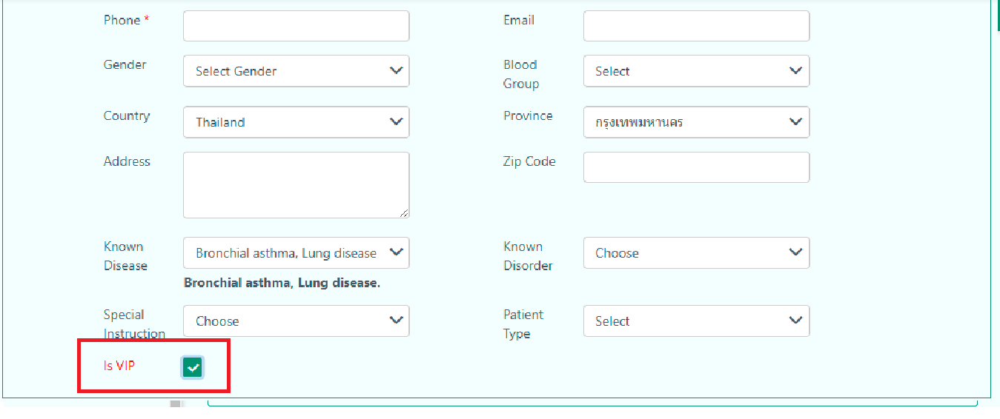 Phone *
Email
Gender
Select Gender
Blood
Group
Select
Country
Thailand
Province
กรุงเทพมหานคร
Address
Zip Code
Known
Disease
Bronchial asthma, Lung disease
Bronchial asthma, Lung disease.
Known
Disorder
Choose
Special
Instruction
Choose
Patient
Type
Select
Is VIP